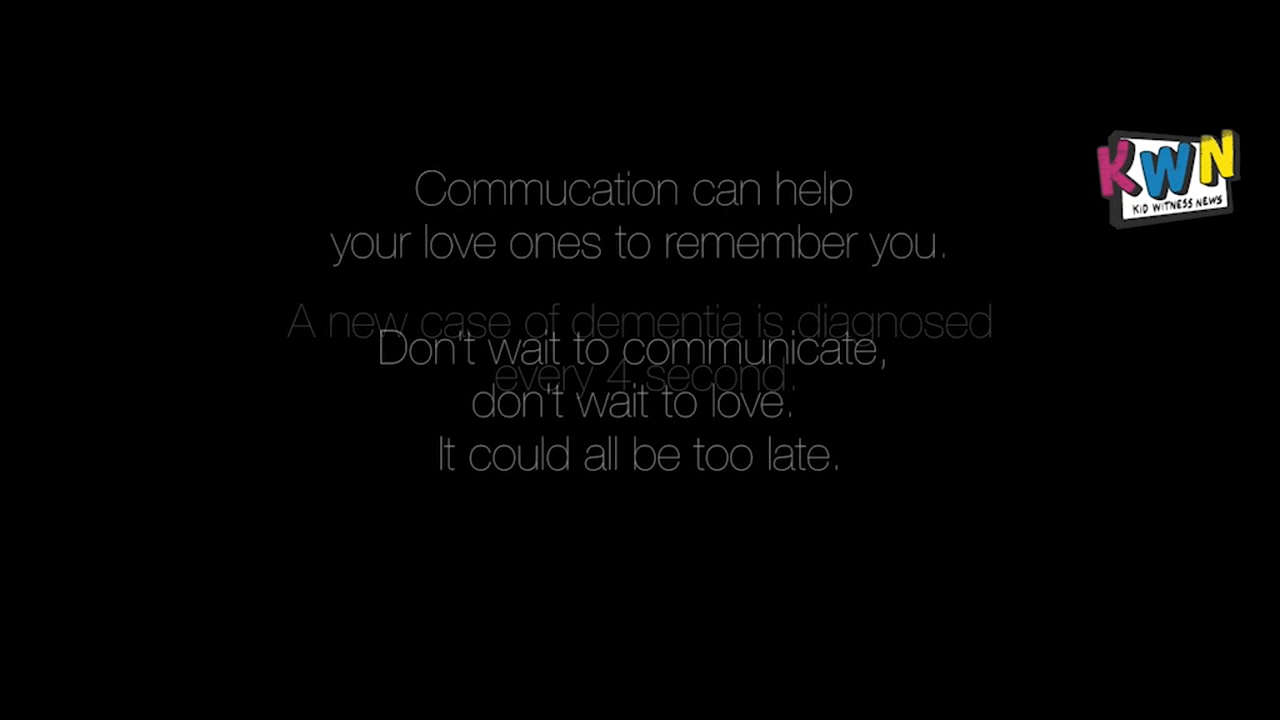 Commucation can help
your love ones to remember you.
A new case of dementia is diagnosed
every 4 second.
Don't wait to communicate,
don't wait to love.
It could all be too late.
KWN
KID WITNESS NEWS